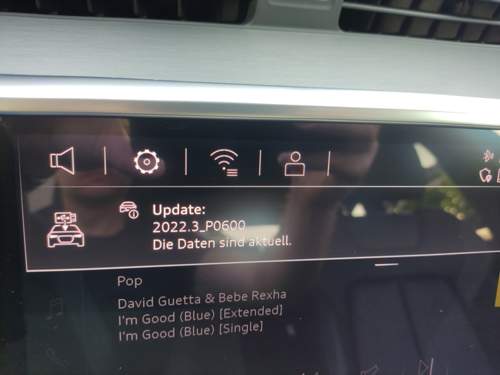 Update:
2022.3_P0600
Die Daten sind aktuell.
Pop
David Guetta & Bebe Rexha
I'm Good (Blue) [Extended]
I'm Good (Blue) [Single]